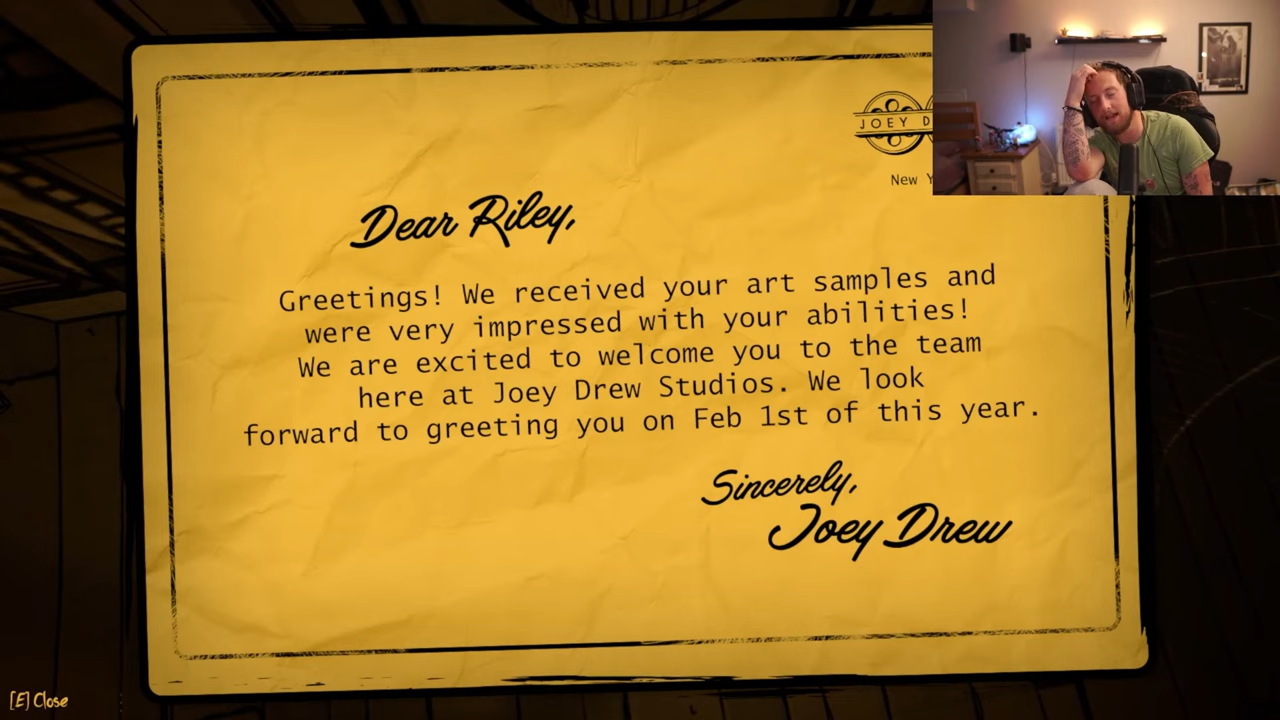 JOEY D
New Y
Dear Riley,
Greetings! We received your art samples and
were very impressed with your abilities!
We are excited to welcome you to the team
here at Joey Drew Studios. We look
forward to greeting you on Feb 1st of this year.
Sincerely,
Joey Drew
[E] Close